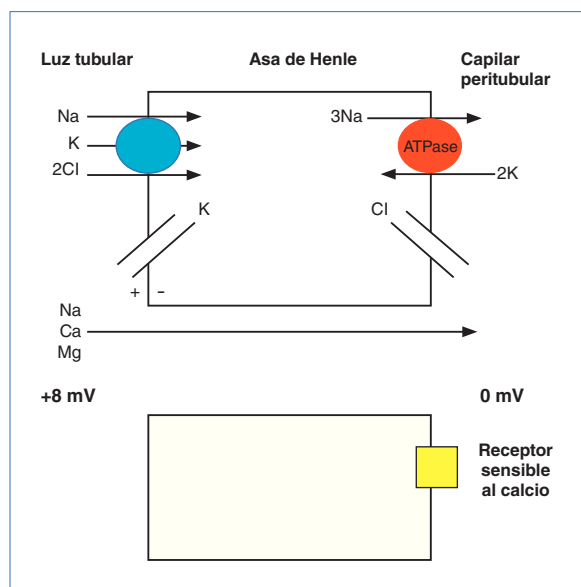 Luz tubular
Asa de Henle
Capilar
peritubular
Na
K
2Cl
3Na
ATPase
2K
K
Cl
+ -
Na
Ca
Mg
+8 mV
0 mV
Receptor
sensible
al calcio